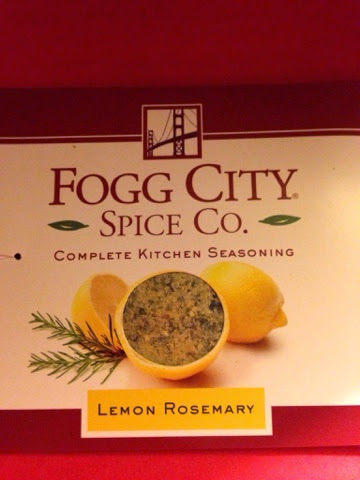 FOGG CITY®
SPICE CO.
COMPLETE KITCHEN SEASONING
LEMON ROSEMARY